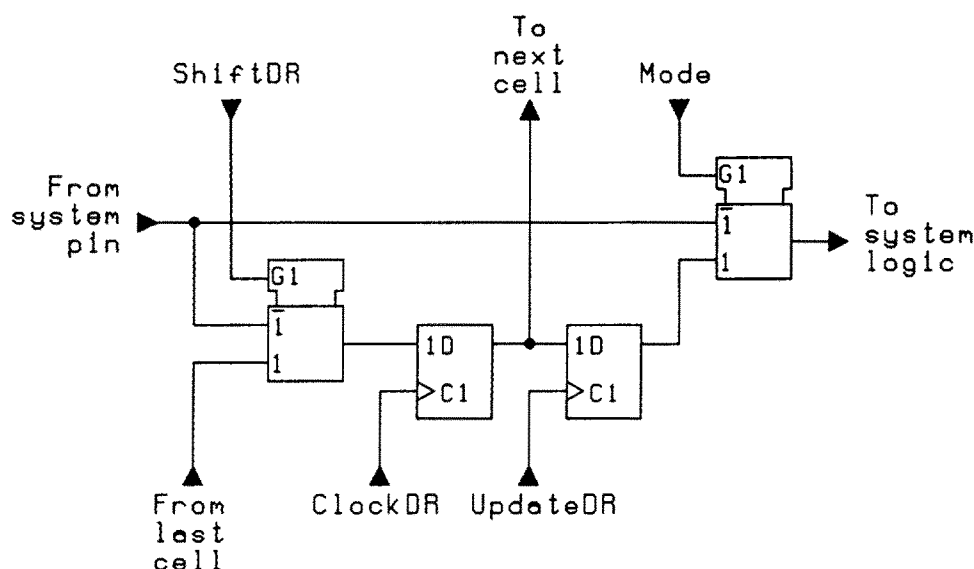 To
next
cell
ShiftDR
Mode
From
system
pin
G1
1
1
To
system
logic
G1
1
1
1D
C1
1D
C1
From
last
cell
ClockDR
UpdateDR